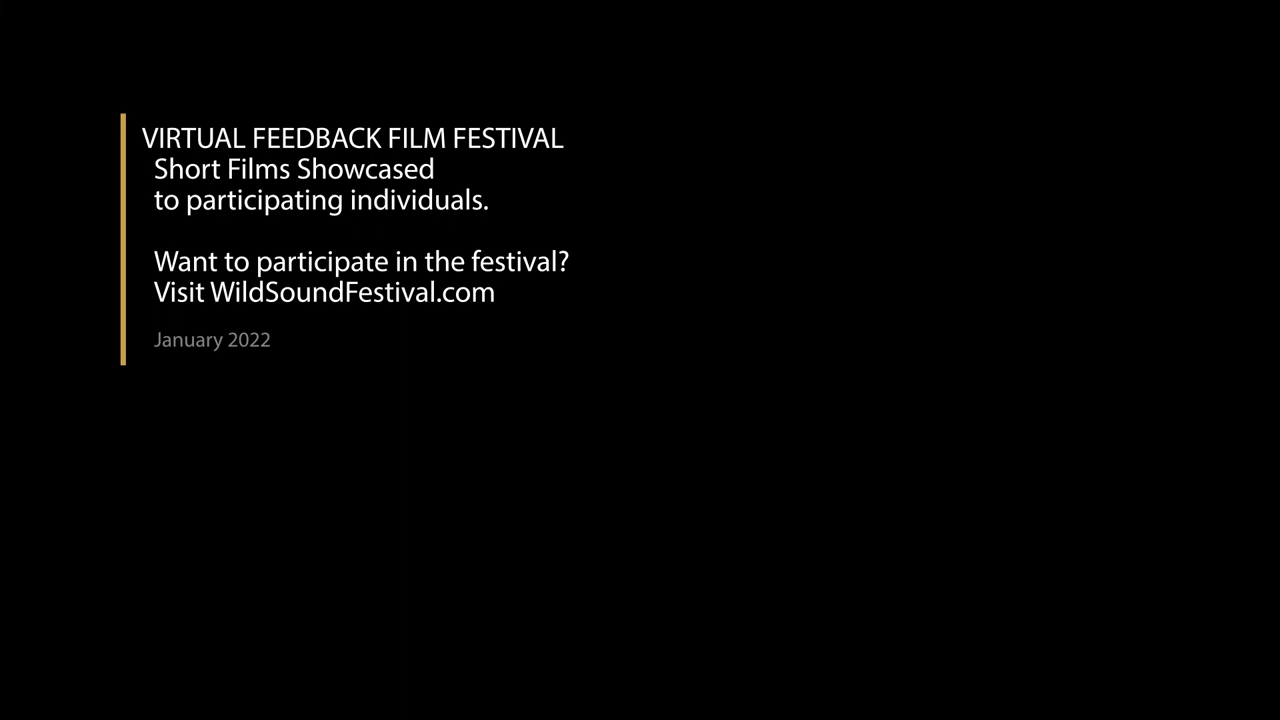 VIRTUAL FEEDBACK FILM FESTIVAL
Short Films Showcased
to participating individuals.
Want to participate in the festival?
Visit WildSoundFestival.com
January 2022